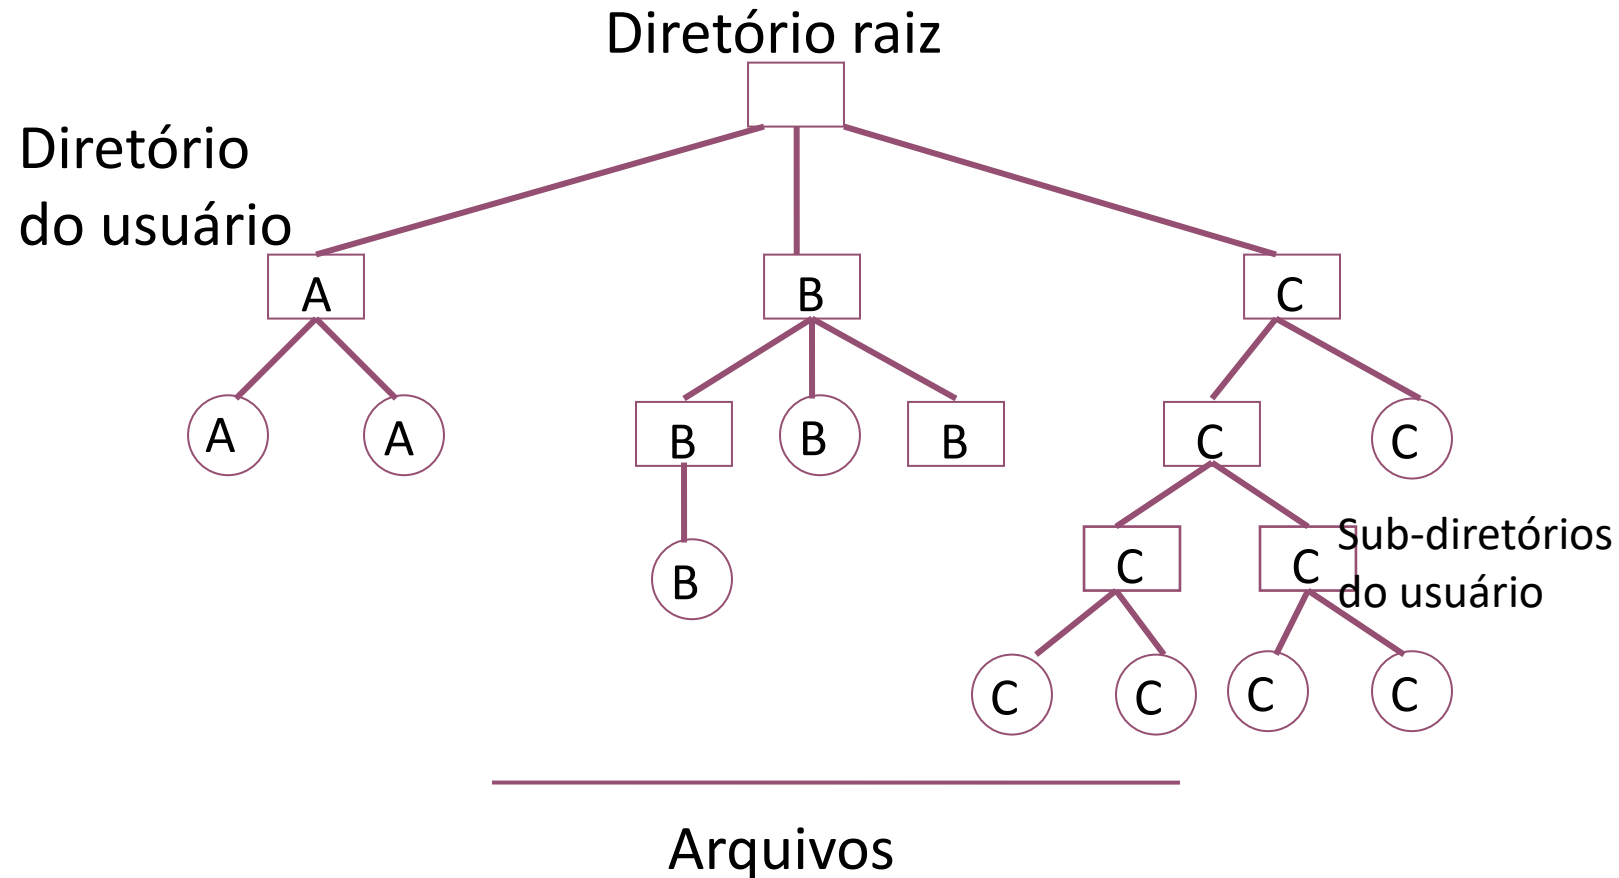 Diretório raiz
Diretório
do usuário
A B C
A A B B B C C
B C C Sub-diretórios
do usuário
C C C C
Arquivos